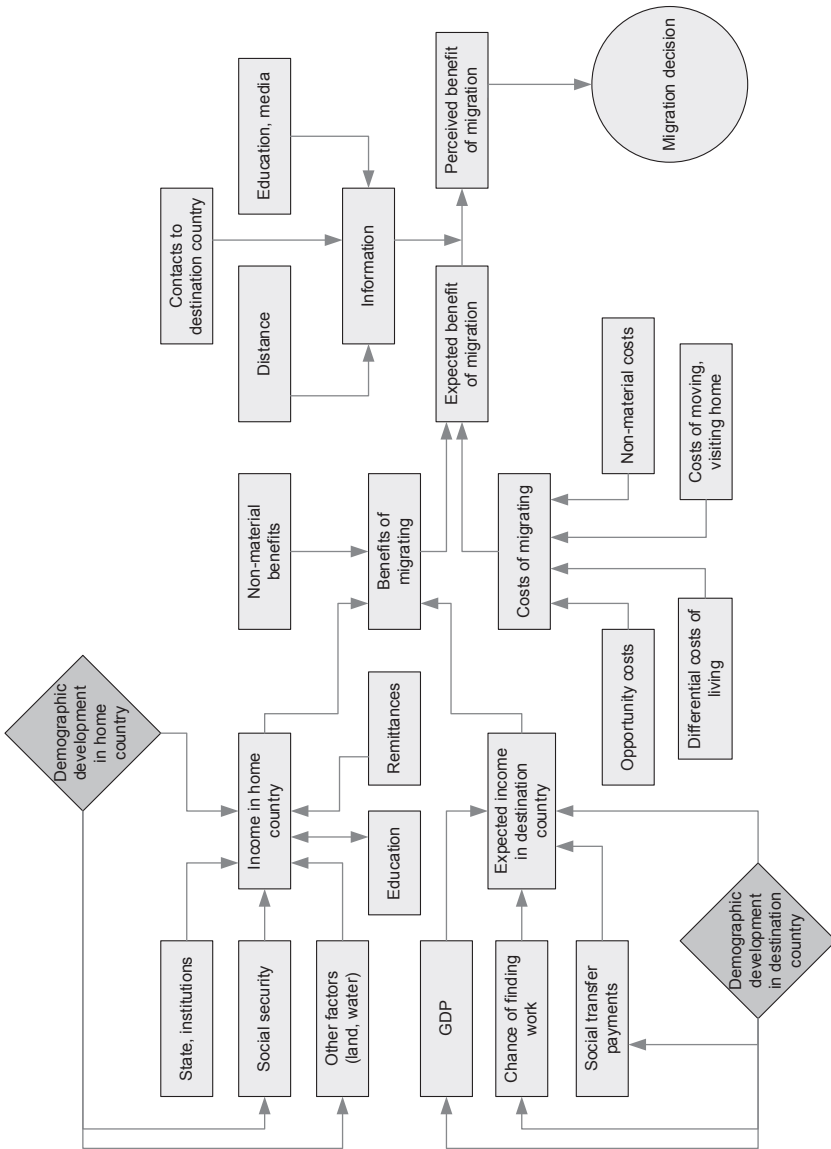 Demographic
development
in home
country
State, institutions
Social security
Other factors
(land, water)
Income in home
country
Education
Remittances
GDP
Chance of finding
work
Social transfer
payments
Expected income
in destination
country
Demographic
development
in destination
country
Non-material
benefits
Benefits of
migrating
Costs of migrating
Opportunity costs
Differential costs of
living
Non-material costs
Costs of moving,
visiting home
Distance
Contacts to
destination country
Education, media
Information
Expected benefit
of migration
Perceived benefit
of migration
Migration decision